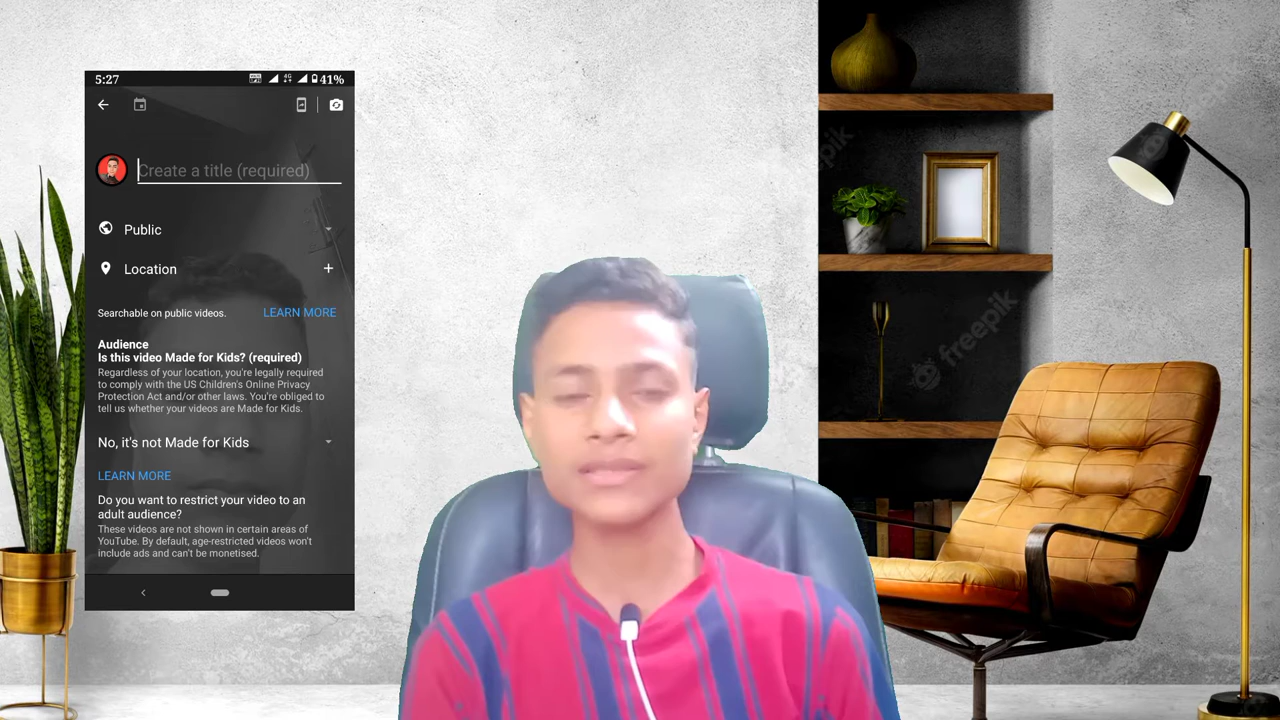 5:27
4G
41%
Create a title (required)
Public
Location
Searchable on public videos.
LEARN MORE
Audience
Is this video Made for Kids? (required)
Regardless of your location, you're legally required
to comply with the US Children's Online Privacy
Protection Act and/or other laws. You're obliged to
tell us whether your videos are Made for Kids.
No, it's not Made for Kids
LEARN MORE
Do you want to restrict your video to an
adult audience?
These videos are not shown in certain areas of
YouTube. By default, age-restricted videos won't
include ads and can't be monetised.
freepik